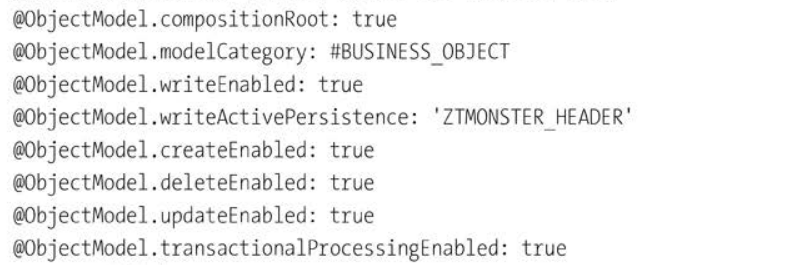 @ObjectModel.compositionRoot: true
@ObjectModel.modelCategory: #BUSINESS_OBJECT
@ObjectModel.writeEnabled: true
@ObjectModel.writeActivePersistence: 'ZTMONSTER_HEADER'
@ObjectModel.createEnabled: true
@ObjectModel.deleteEnabled: true
@ObjectModel.updateEnabled: true
@ObjectModel.transactionalProcessingEnabled: true